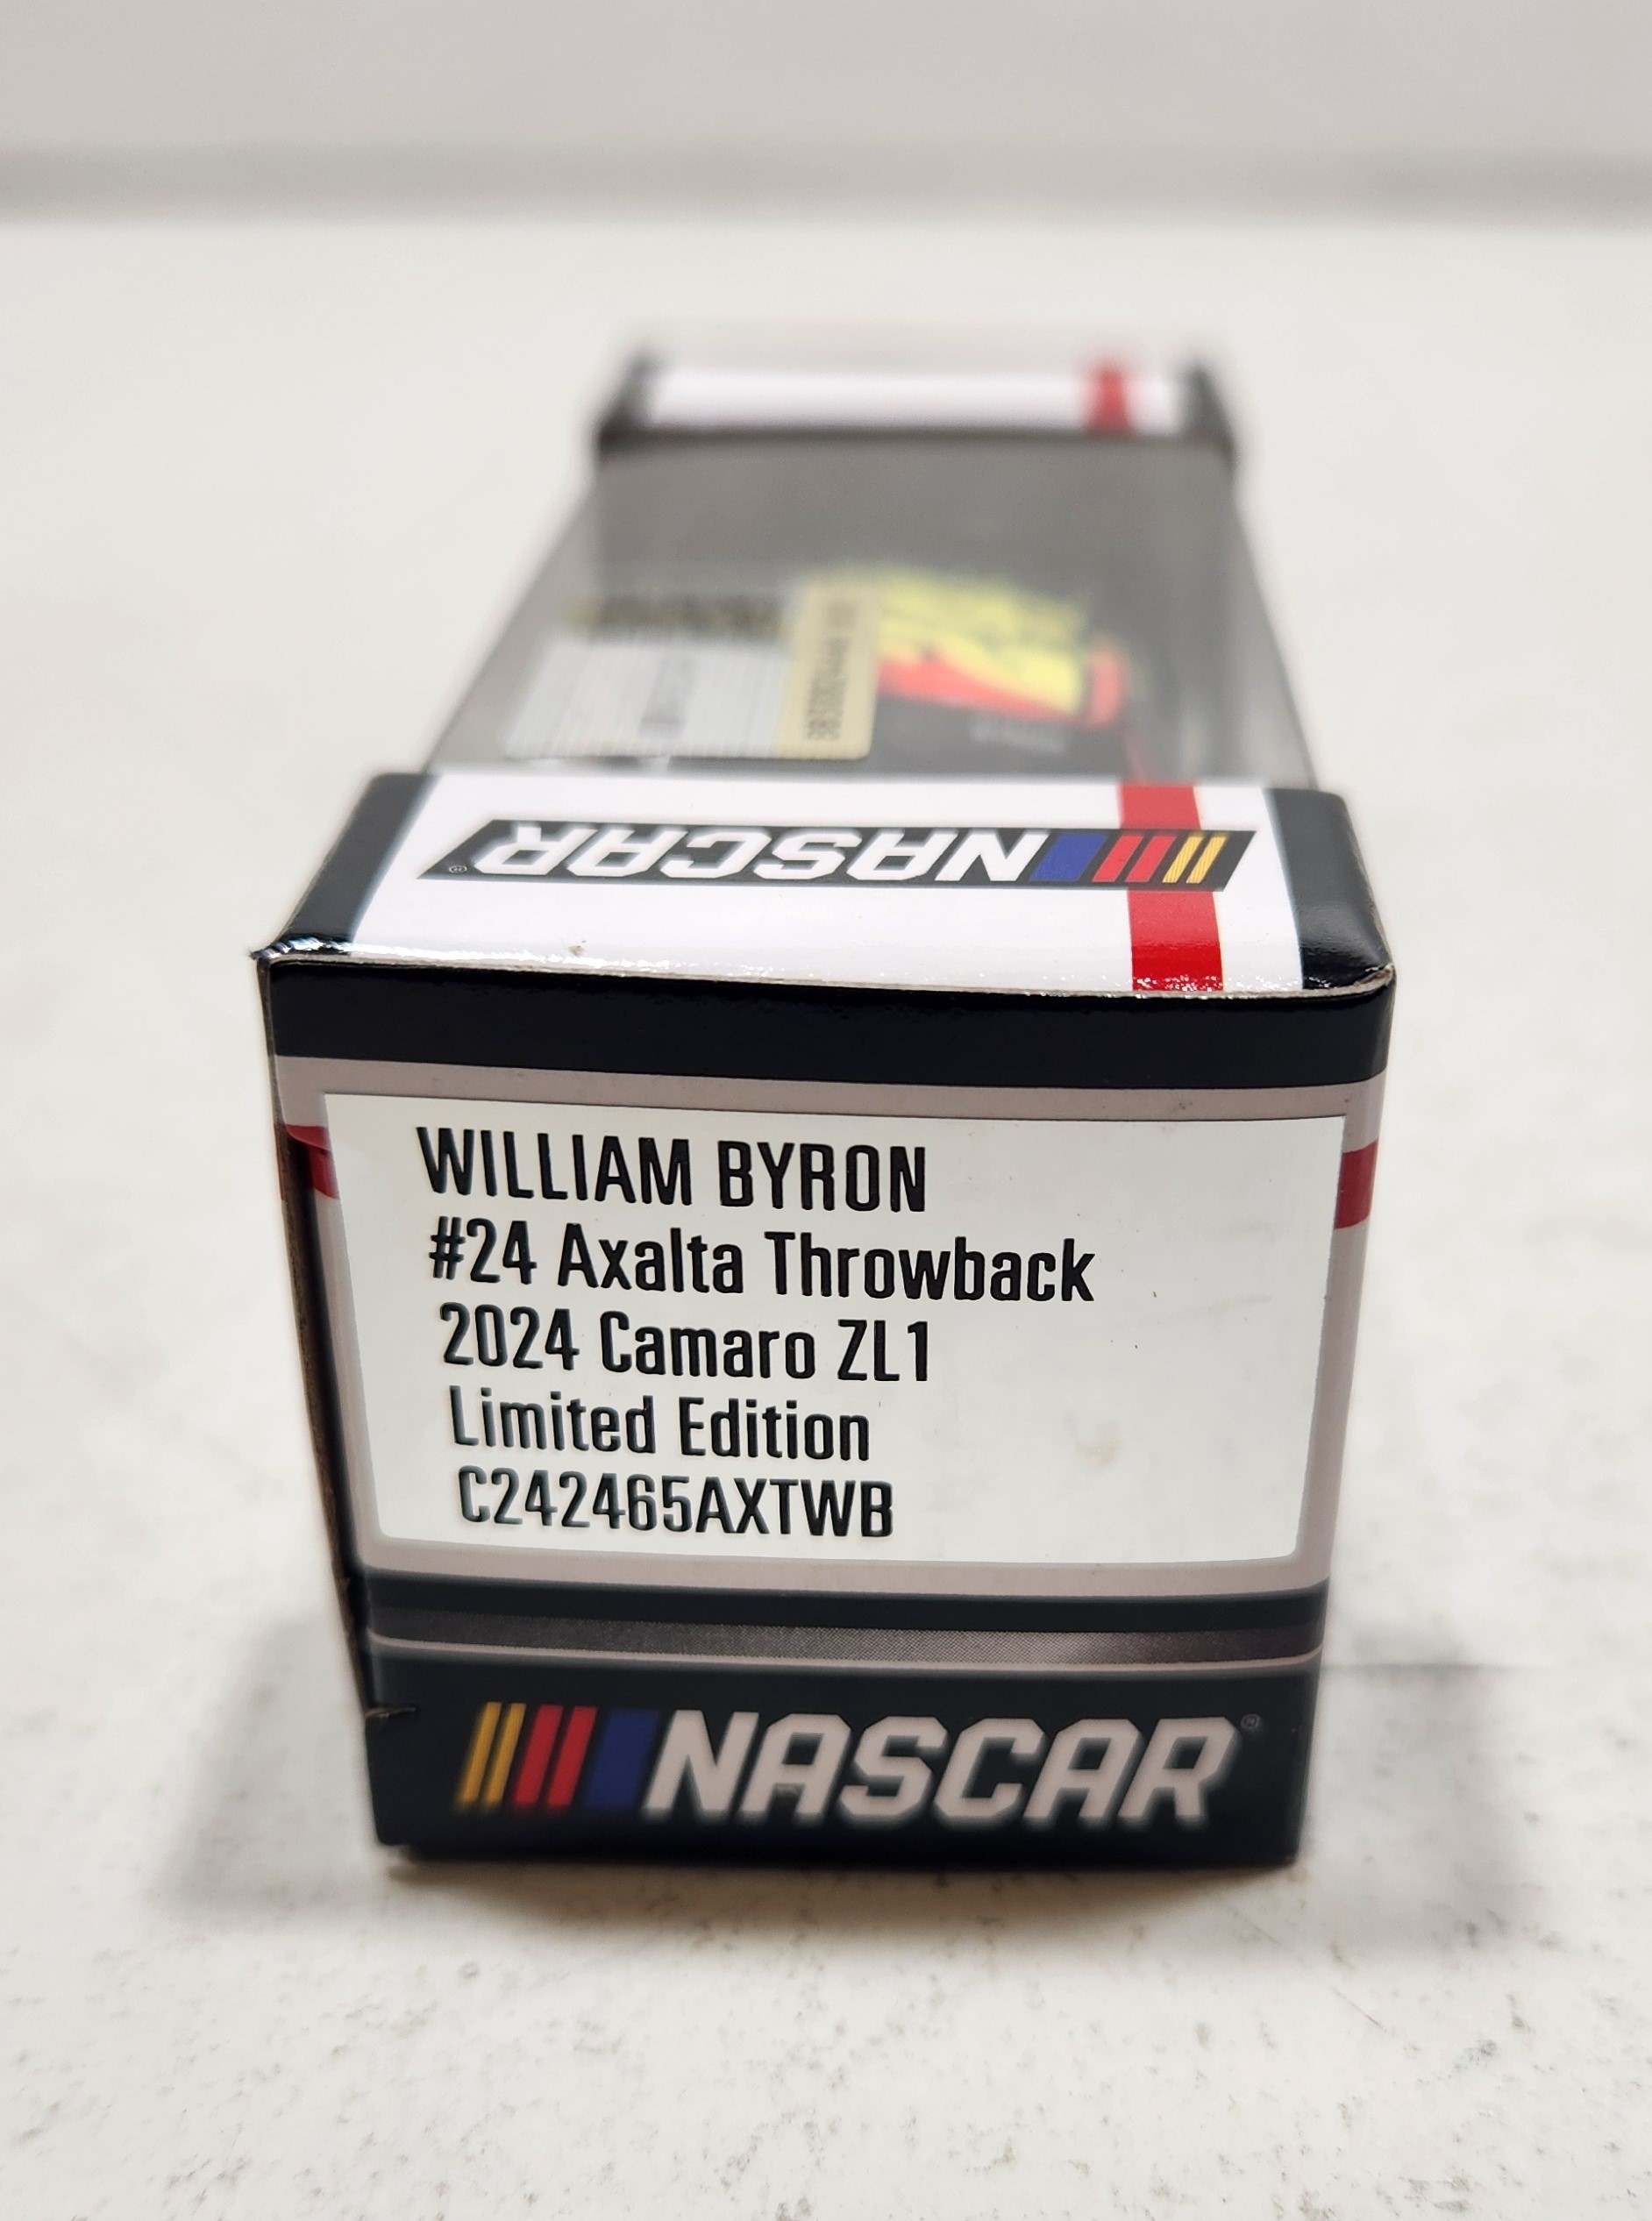 NASCAR
WILLIAM BYRON
#24 Axalta Throwback
2024 Camaro ZL1
Limited Edition
C242465AXTWB
NASCAR®